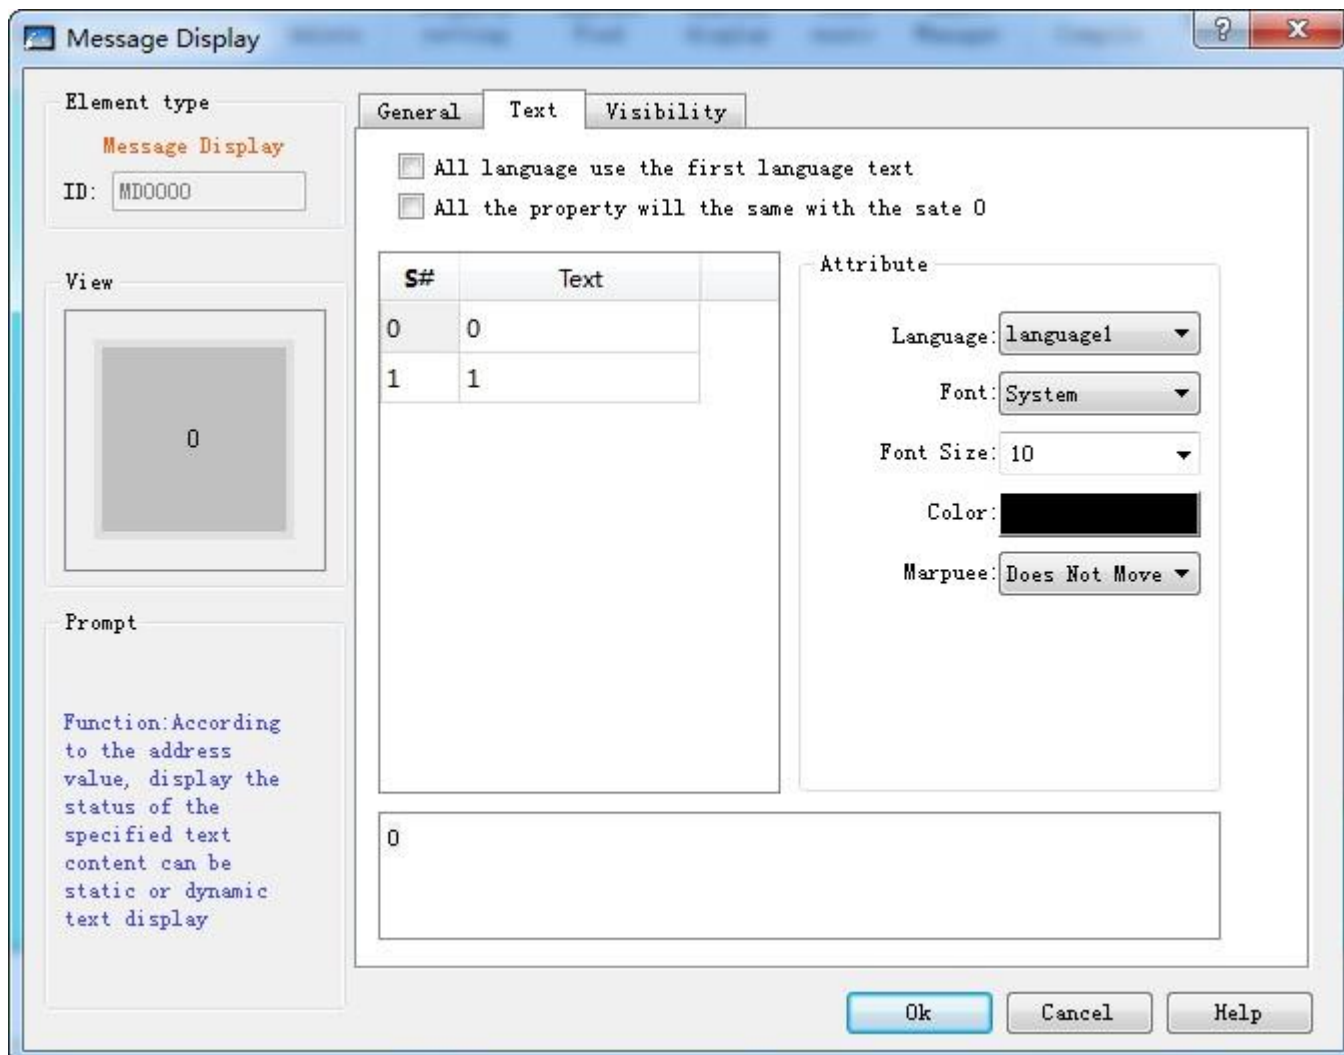 Message Display
Element type
Message Display
ID: MD0000
View
0
Prompt
Function:According
to the address
value, display the
status of the
specified text
content can be
static or dynamic
text display
General Text Visibility
All language use the first language text
All the property will the same with the sate 0
S# Text
0 0
1 1
Attribute
Language: language1
Font: System
Font Size: 10
Color:
Marpuee: Does Not Move
0
Ok Cancel Help